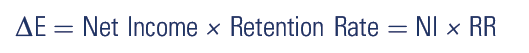 ΔE = Net Income × Retention Rate = NI × RR